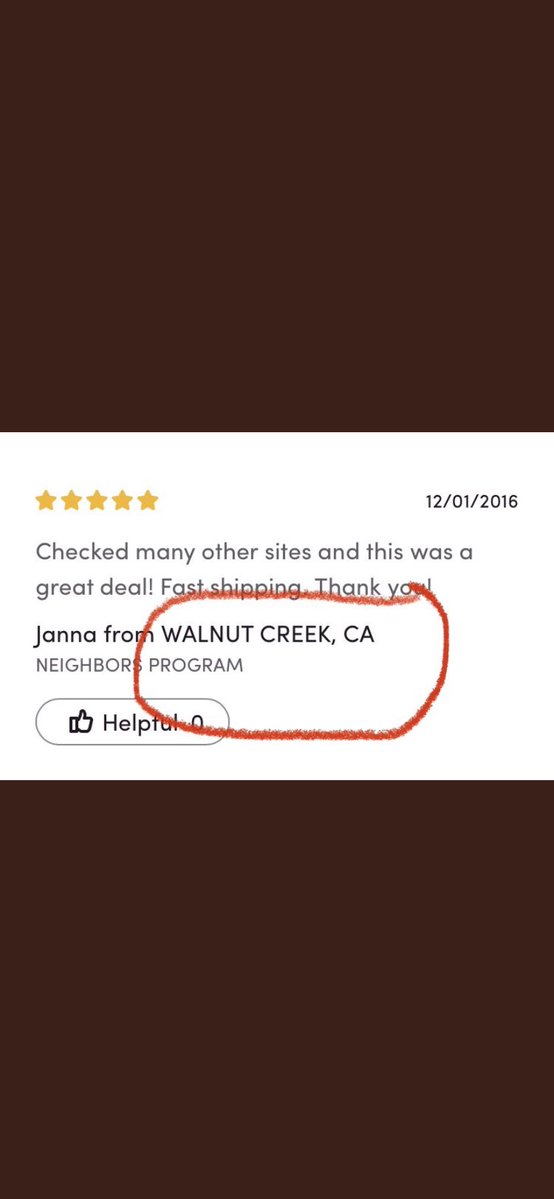 12/01/2016
Checked many other sites and this was a
great deal! Fast shipping. Thank you!
Janna from WALNUT CREEK, CA
NEIGHBORS PROGRAM
Helpful 0